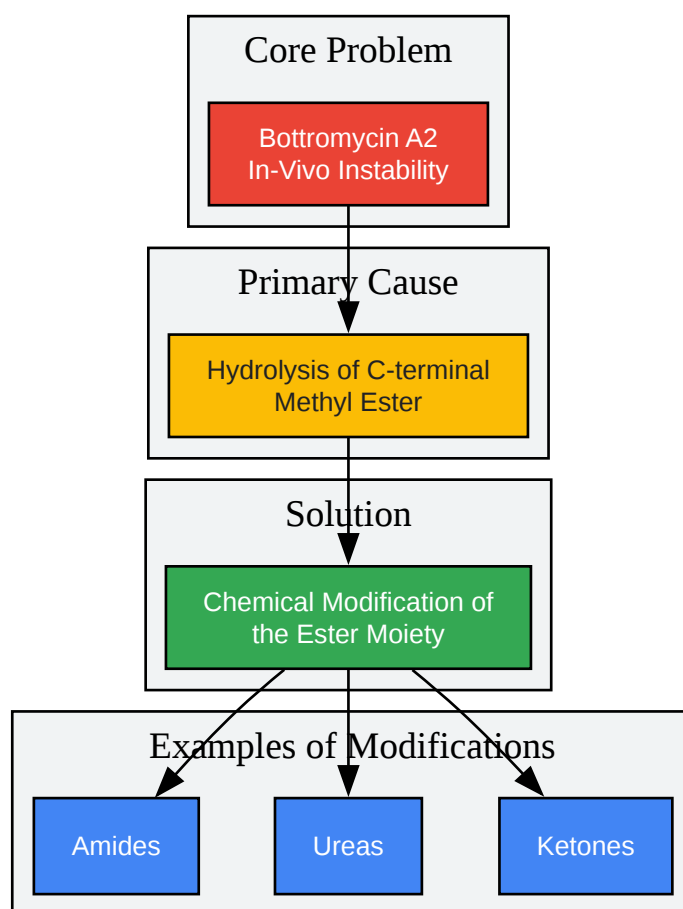 Core Problem
Bottromycin A2
In-Vivo Instability
Primary Cause
Hydrolysis of C-terminal
Methyl Ester
Solution
Chemical Modification of
the Ester Moiety
Examples of Modifications
Amides
Ureas
Ketones